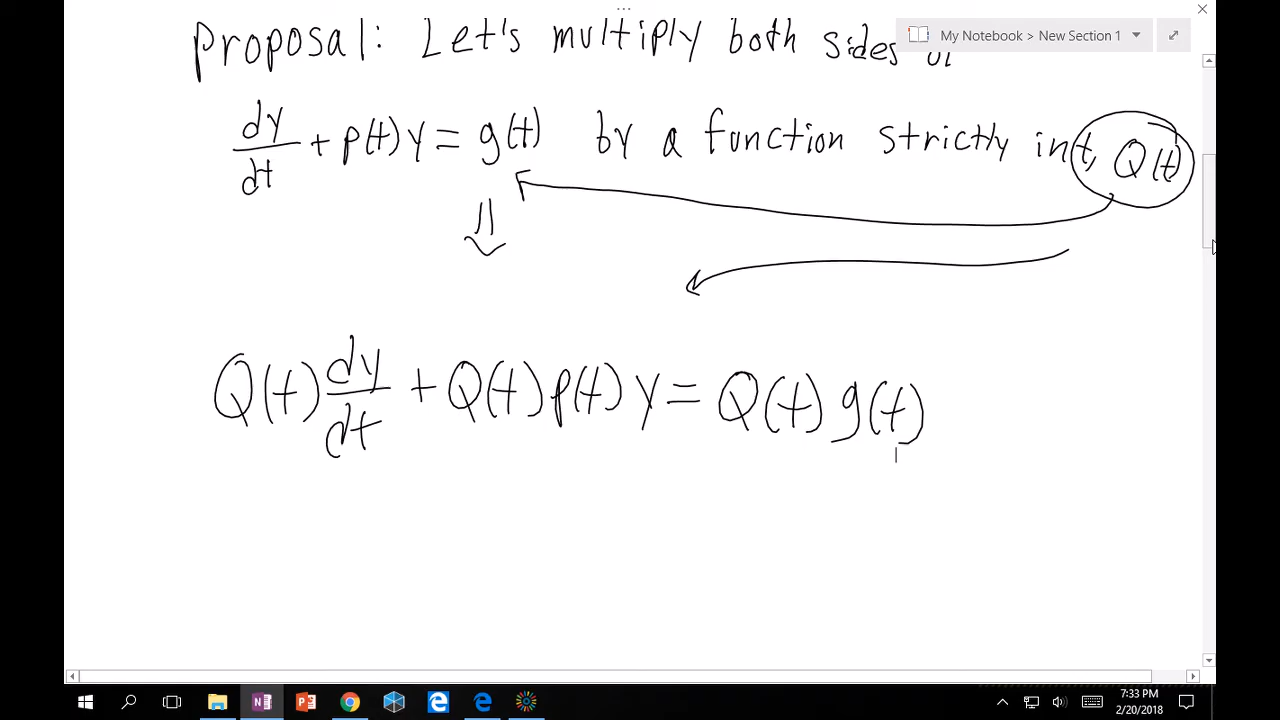 Proposal: Let's multiply both sides of
My Notebook > New Section 1
dy/dt + p(t)y = g(t) by a function strictly in t, Q(t)
Q(t) dy/dt + Q(t)p(t)y = Q(t)g(t)
7:33 PM
2/20/2018